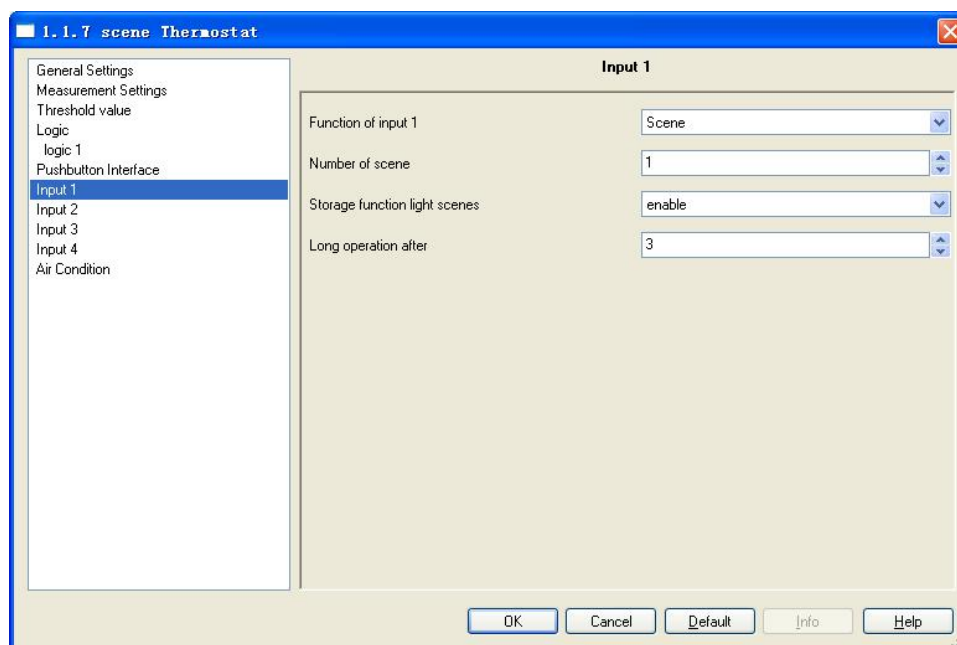 1.1.7 scene Thermostat
General Settings
Measurement Settings
Threshold value
Logic
logic 1
Pushbutton Interface
Input 1
Input 2
Input 3
Input 4
Air Condition
Input 1
Function of input 1 Scene
Number of scene 1
Storage function light scenes enable
Long operation after 3
OK Cancel Default Info Help